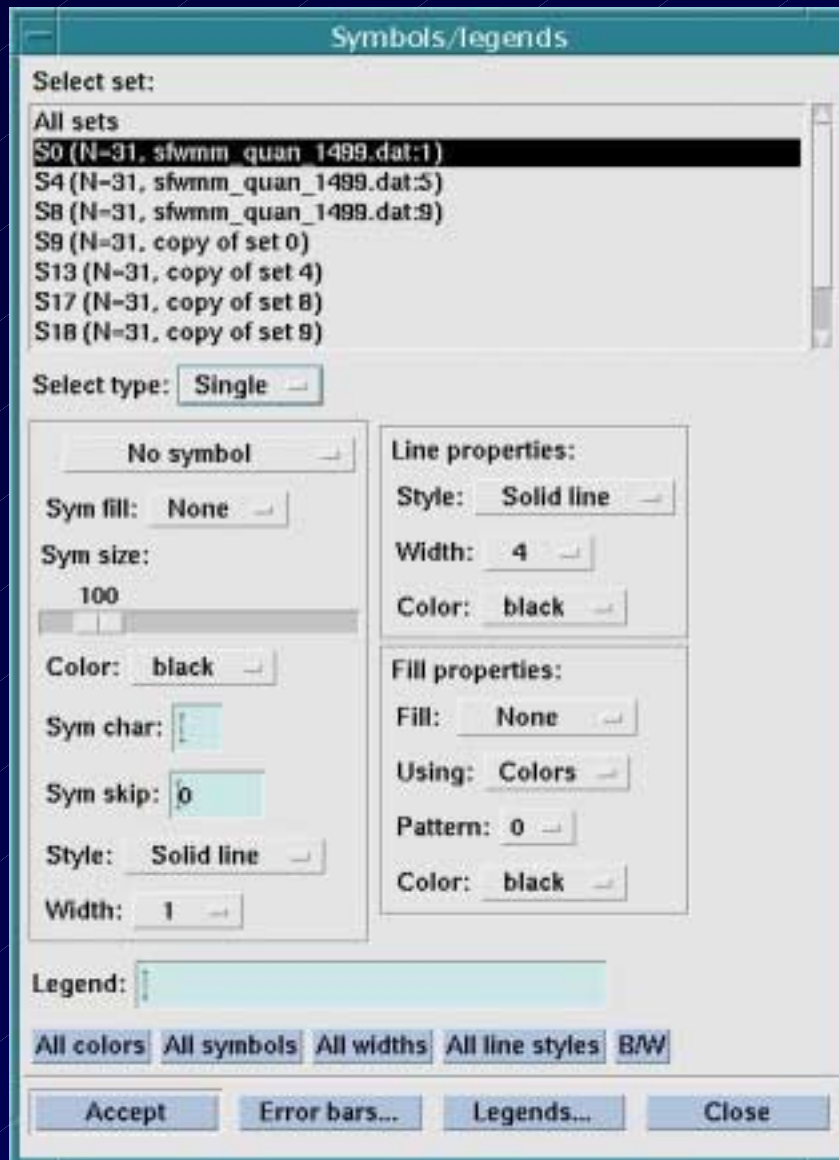 Symbols/legends
Select set:
All sets
S0 (N=31, sfwmm_quan_1499.dat:1)
S4 (N=31, sfwmm_quan_1499.dat:5)
S8 (N=31, sfwmm_quan_1499.dat:9)
S9 (N=31, copy of set 0)
S13 (N=31, copy of set 4)
S17 (N=31, copy of set 8)
S18 (N=31, copy of set 9)
Select type: Single
No symbol
Sym fill: None
Sym size:
100
Color: black
Sym char:
Sym skip: 0
Style: Solid line
Width: 1
Line properties:
Style: Solid line
Width: 4
Color: black
Fill properties:
Fill: None
Using: Colors
Pattern: 0
Color: black
Legend:
All colors All symbols All widths All line styles B/W
Accept Error bars... Legends... Close